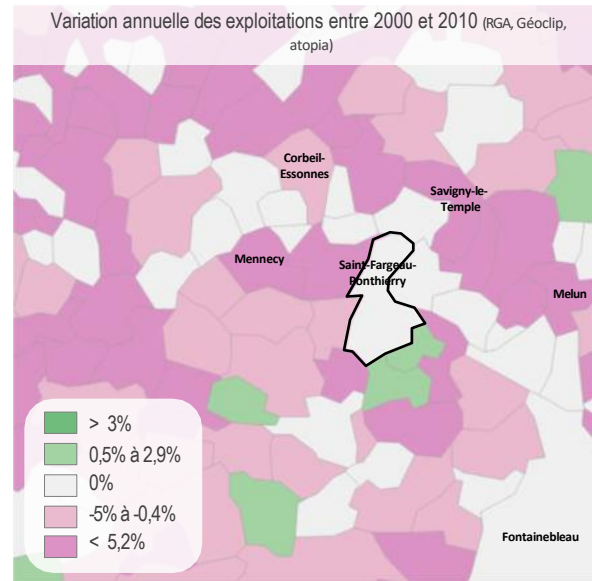 Variation annuelle des exploitations entre 2000 et 2010 (RGA, Géoclip,
atopia)
Corbeil-
Essonnes
Savigny-le-
Temple
Mennecy
Saint-Fargeau-
Ponthierry
Melun
> 3%
0,5% à 2,9%
0%
-5% à -0,4%
< 5,2%
Fontainebleau